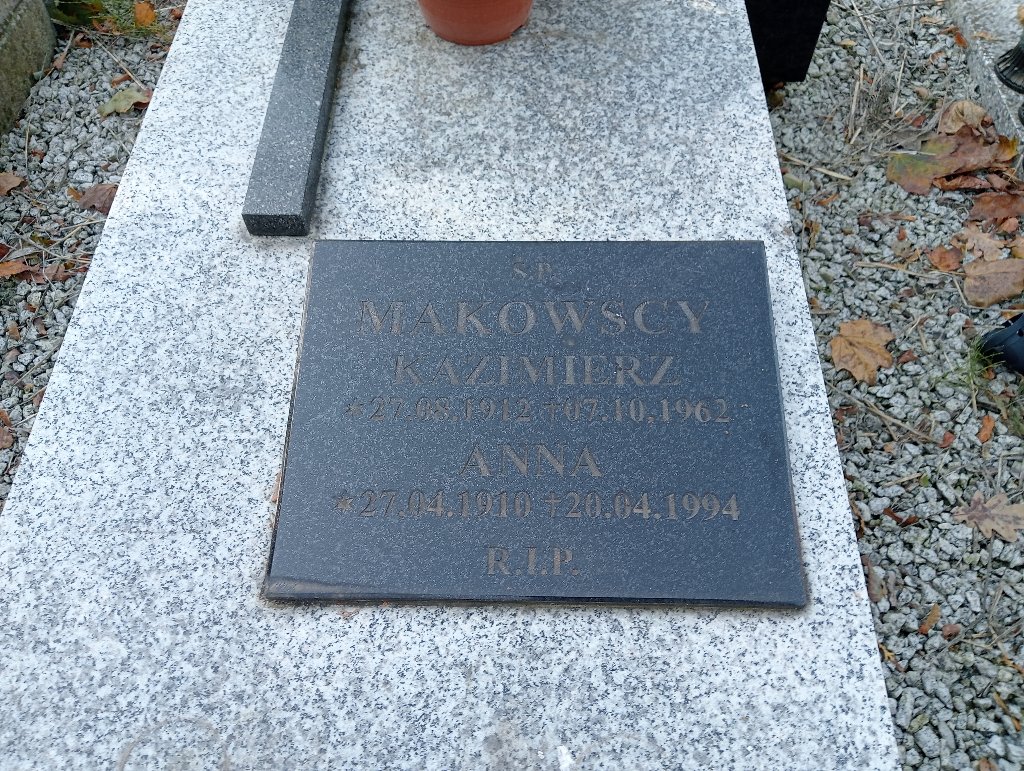 Ś.P.
MAKOWSCY
KAZIMIERZ
*27.08.1912 †07.10.1962
ANNA
*27.04.1910 †20.04.1994
R.I.P.